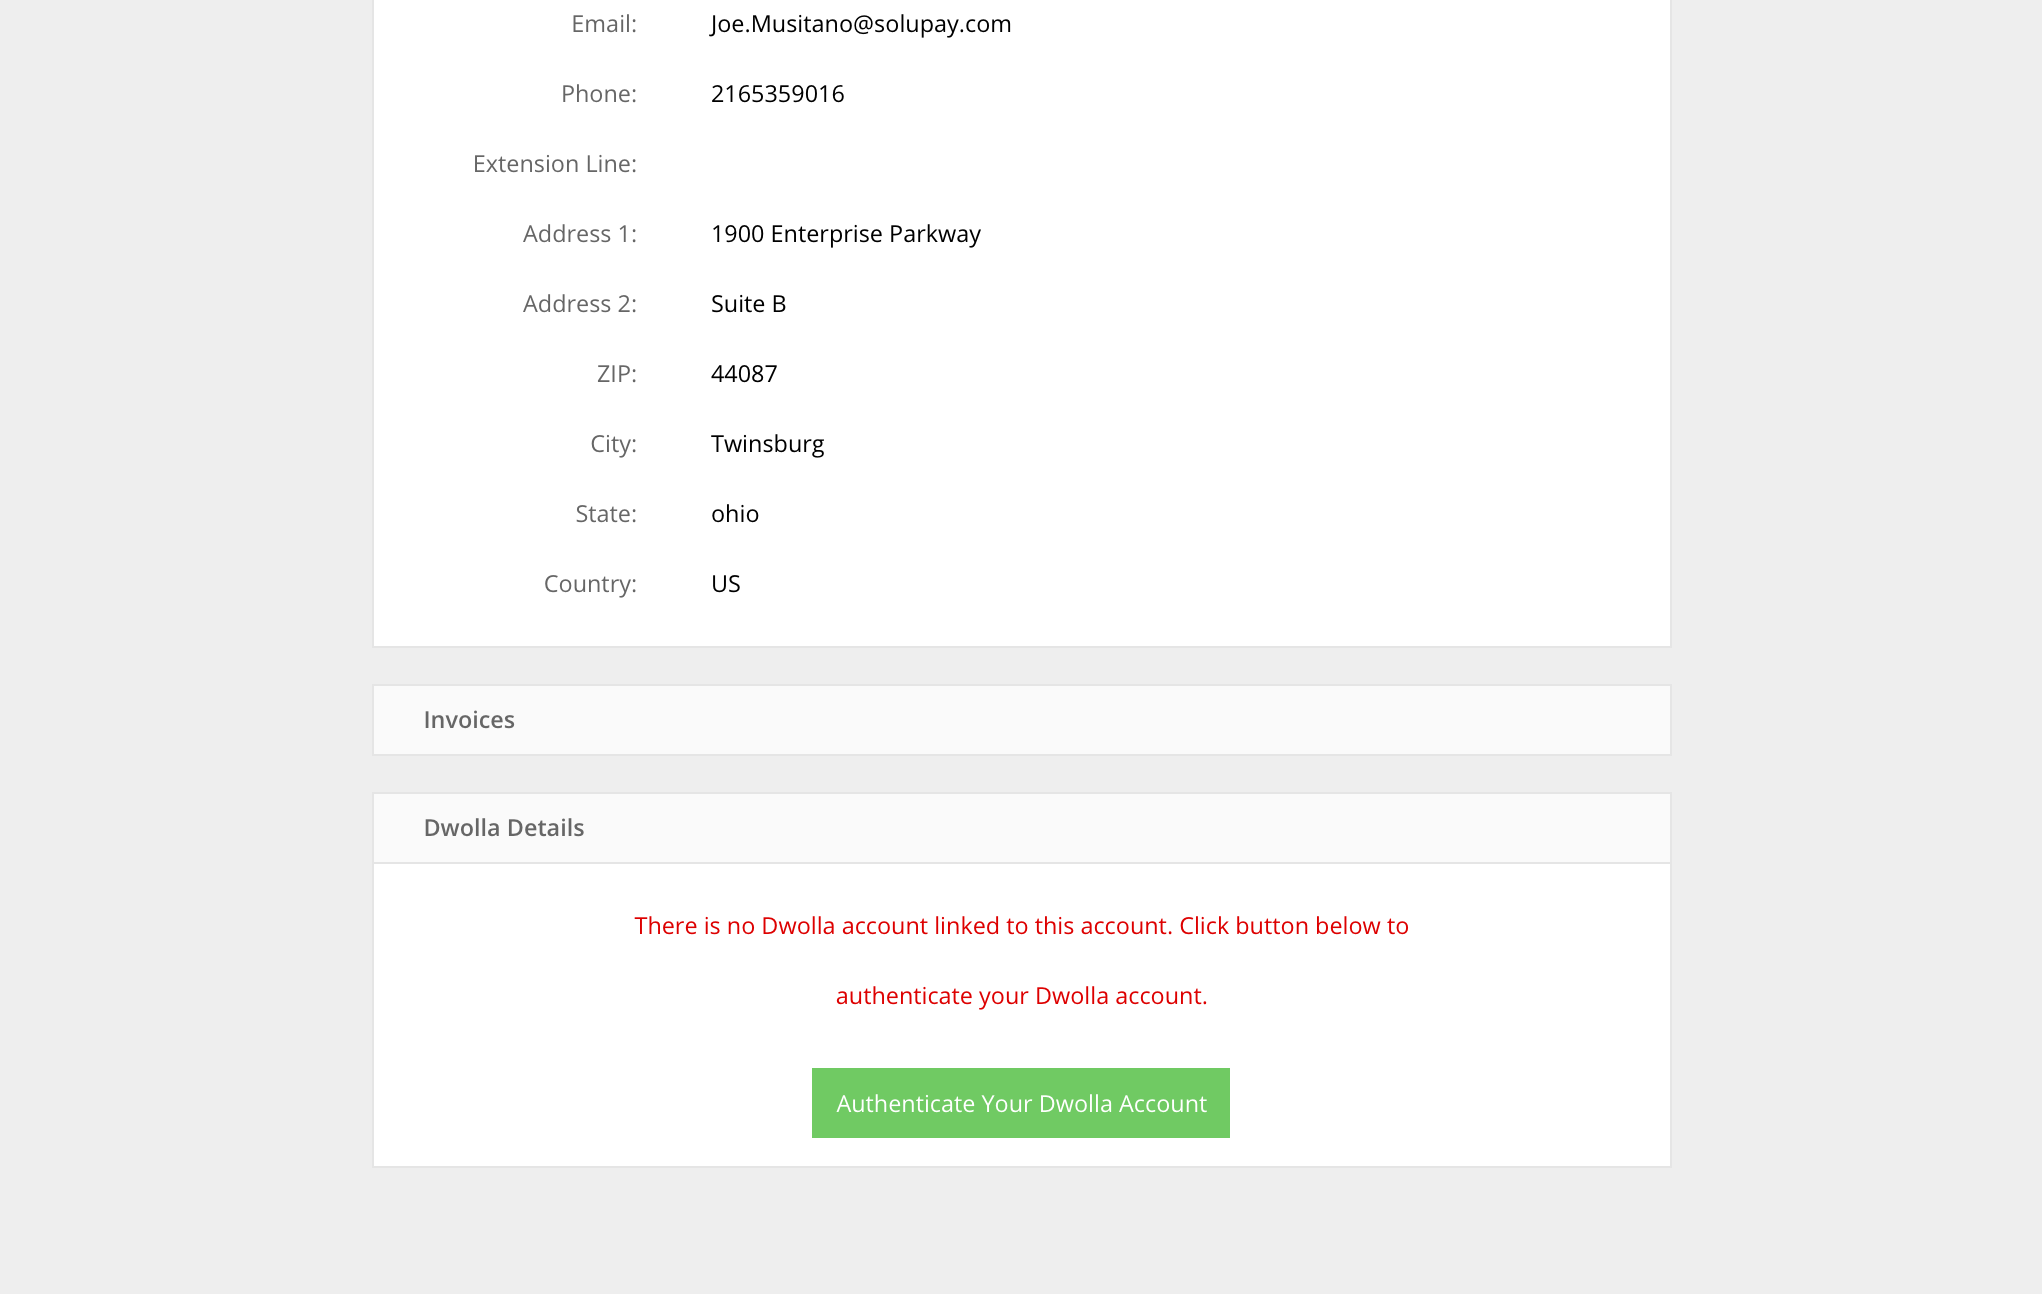 Email: Joe.Musitano@solupay.com
Phone: 2165359016
Extension Line:
Address 1: 1900 Enterprise Parkway
Address 2: Suite B
ZIP: 44087
City: Twinsburg
State: ohio
Country: US
Invoices
Dwolla Details
There is no Dwolla account linked to this account. Click button below to
authenticate your Dwolla account.
Authenticate Your Dwolla Account